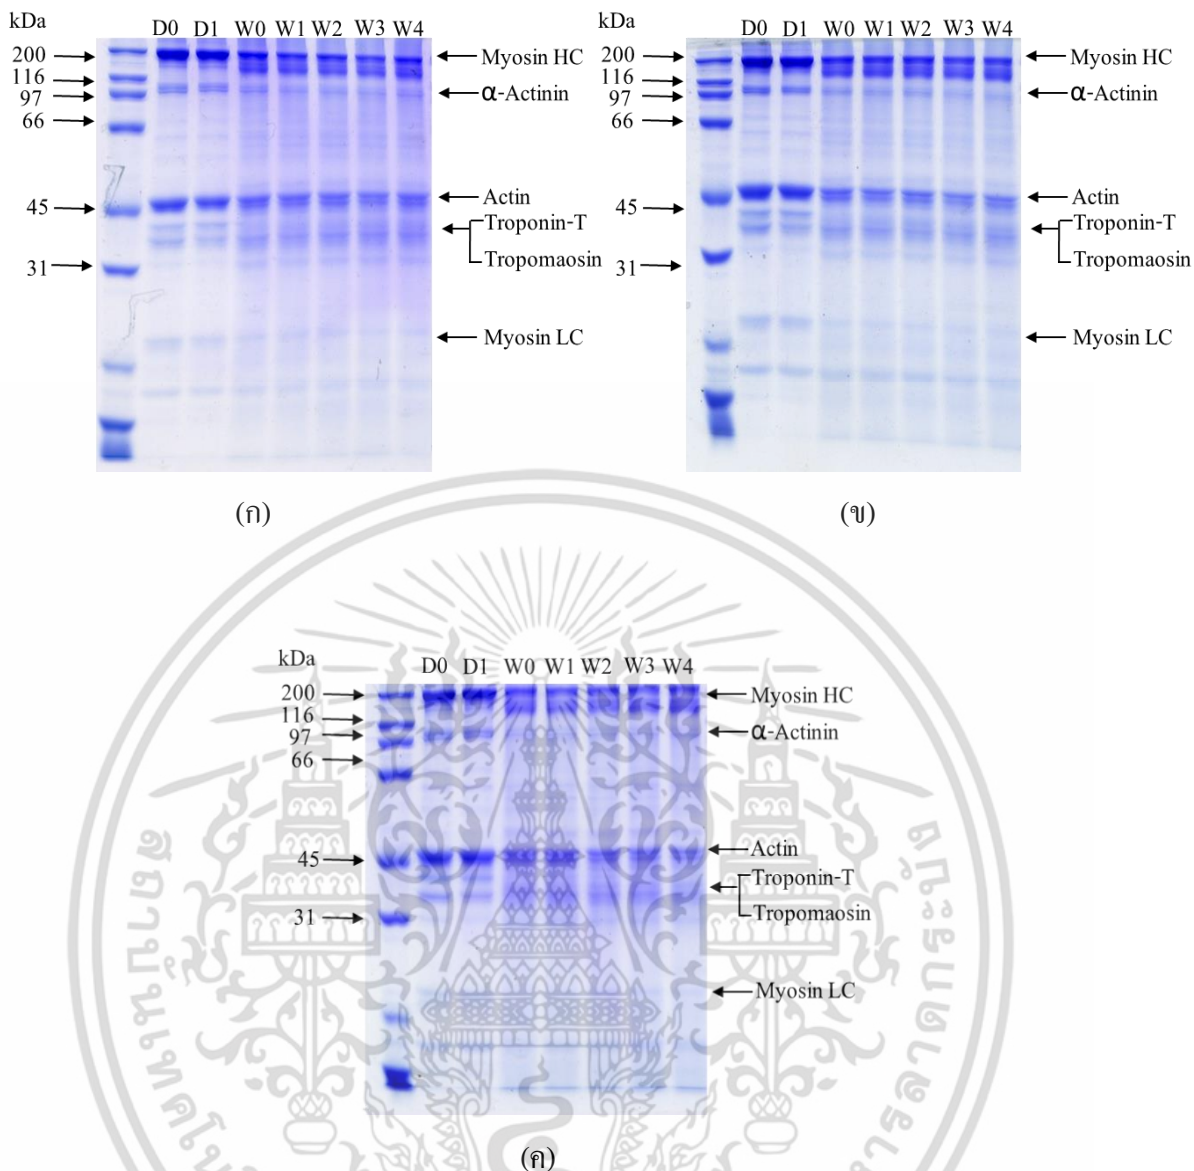 kDa
D0 D1 W0 W1 W2 W3 W4
200
116
97
66
45
31
Myosin HC
α-Actinin
Actin
Troponin-T
Tropomaosin
Myosin LC
(ก)
kDa
D0 D1 W0 W1 W2 W3 W4
200
116
97
66
45
31
Myosin HC
α-Actinin
Actin
Troponin-T
Tropomaosin
Myosin LC
(ข)
kDa
D0 D1 W0 W1 W2 W3 W4
200
116
97
66
45
31
Myosin HC
α-Actinin
Actin
Troponin-T
Tropomaosin
Myosin LC
(ค)